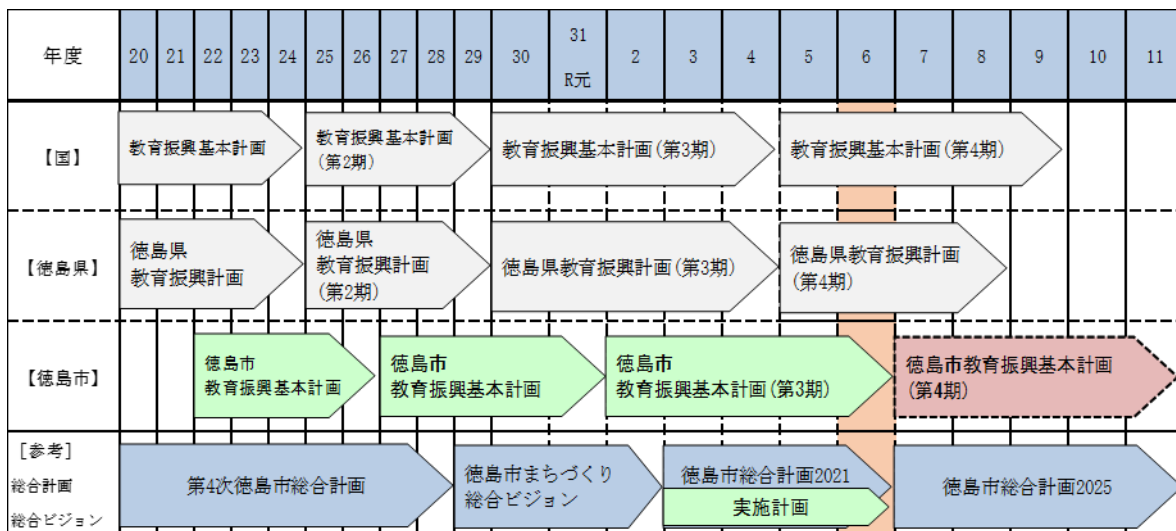 年度 20 21 22 23 24 25 26 27 28 29 30 31 2 3 4 5 6 7 8 9 10 11
R元
【国】
教育振興基本計画
教育振興基本計画
(第2期)
教育振興基本計画(第3期)
教育振興基本計画(第4期)
【徳島県】
徳島県
教育振興計画
徳島県
教育振興計画
(第2期)
徳島県教育振興計画(第3期)
徳島県教育振興計画
(第4期)
【徳島市】
徳島市
教育振興基本計画
徳島市
教育振興基本計画
徳島市
教育振興基本計画(第3期)
徳島市教育振興基本計画
(第4期)
[参考]
総合計画
総合ビジョン
第4次徳島市総合計画
徳島市まちづくり
総合ビジョン
徳島市総合計画2021
実施計画
徳島市総合計画2025